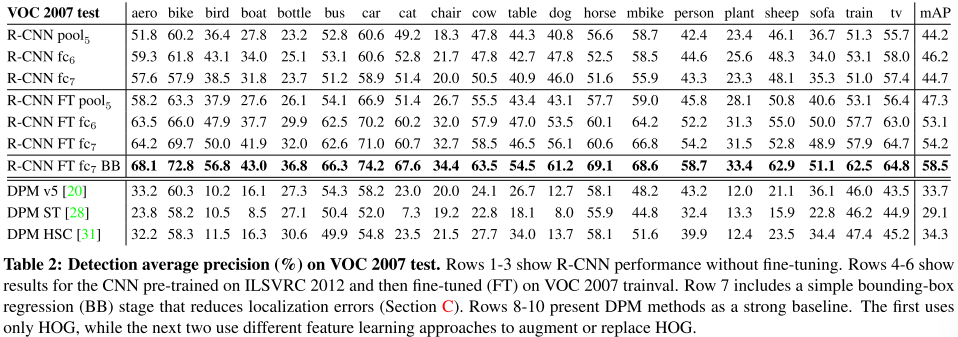 VOC 2007 test aero bike bird boat bottle bus car cat chair cow table dog horse mbike person plant sheep sofa train tv mAP
R-CNN pool5 51.8 60.2 36.4 27.8 23.2 52.8 60.6 49.2 18.3 47.8 44.3 40.8 56.6 58.7 42.4 23.4 46.1 36.7 51.3 55.7 44.2
R-CNN fc6 59.3 61.8 43.1 34.0 25.1 53.1 60.6 52.8 21.7 47.8 42.7 47.8 52.5 58.5 44.6 25.6 48.3 34.0 53.1 58.0 46.2
R-CNN fc7 57.6 57.9 38.5 31.8 23.7 51.2 58.9 51.4 20.0 50.5 40.9 46.0 51.6 55.9 43.3 23.3 48.1 35.3 51.0 57.4 44.7
R-CNN FT pool5 58.2 63.3 37.9 27.6 26.1 54.1 66.9 51.4 26.7 55.5 43.4 43.1 57.7 59.0 45.8 28.1 50.8 40.6 53.1 56.4 47.3
R-CNN FT fc6 63.5 66.0 47.9 37.7 29.9 62.5 70.2 60.2 32.0 57.9 47.0 53.5 60.1 64.2 52.2 31.3 55.0 50.0 57.7 63.0 53.1
R-CNN FT fc7 64.2 69.7 50.0 41.9 32.0 62.6 71.0 60.7 32.7 58.5 46.5 56.1 60.6 66.8 54.2 31.5 52.8 48.9 57.9 64.7 54.2
R-CNN FT fc7 BB 68.1 72.8 56.8 43.0 36.8 66.3 74.2 67.6 34.4 63.5 54.5 61.2 69.1 68.6 58.7 33.4 62.9 51.1 62.5 64.8 58.5
DPM v5 [20] 33.2 60.3 10.2 16.1 27.3 54.3 58.2 23.0 20.0 24.1 26.7 12.7 58.1 48.2 43.2 12.0 21.1 36.1 46.0 43.5 33.7
DPM ST [28] 23.8 58.2 10.5 8.5 27.1 50.4 52.0 7.3 19.2 22.8 18.1 8.0 55.9 44.8 32.4 13.3 15.9 22.8 46.2 44.9 29.1
DPM HSC [31] 32.2 58.3 11.5 16.3 30.6 49.9 54.8 23.5 21.5 27.7 34.0 13.7 58.1 51.6 39.9 12.4 23.5 34.4 47.4 45.2 34.3
Table 2: Detection average precision (%) on VOC 2007 test. Rows 1-3 show R-CNN performance without fine-tuning. Rows 4-6 show
results for the CNN pre-trained on ILSVRC 2012 and then fine-tuned (FT) on VOC 2007 trainval. Row 7 includes a simple bounding-box
regression (BB) stage that reduces localization errors (Section C). Rows 8-10 present DPM methods as a strong baseline. The first uses
only HOG, while the next two use different feature learning approaches to augment or replace HOG.